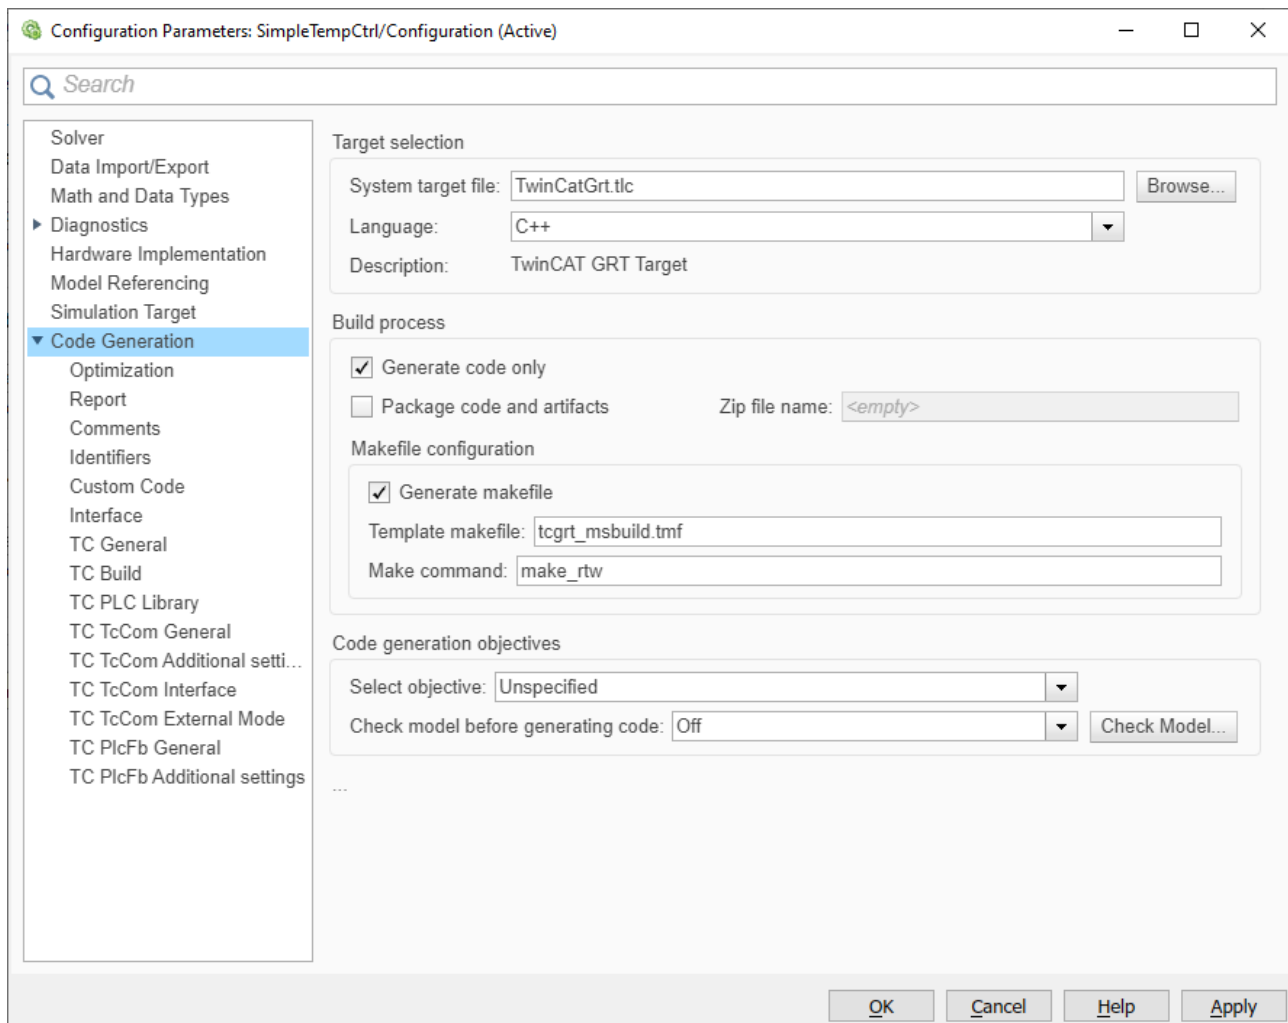 Configuration Parameters: SimpleTempCtrl/Configuration (Active)
Search
Solver
Data Import/Export
Math and Data Types
Diagnostics
Hardware Implementation
Model Referencing
Simulation Target
Code Generation
Optimization
Report
Comments
Identifiers
Custom Code
Interface
TC General
TC Build
TC PLC Library
TC TcCom General
TC TcCom Additional setti...
TC TcCom Interface
TC TcCom External Mode
TC PlcFb General
TC PlcFb Additional settings
Target selection
System target file: TwinCatGrt.tlc Browse...
Language: C++
Description: TwinCAT GRT Target
Build process
Generate code only
Package code and artifacts Zip file name: <empty>
Makefile configuration
Generate makefile
Template makefile: tcgrt_msbuild.tmf
Make command: make_rtw
Code generation objectives
Select objective: Unspecified
Check model before generating code: Off Check Model...
...
OK Cancel Help Apply